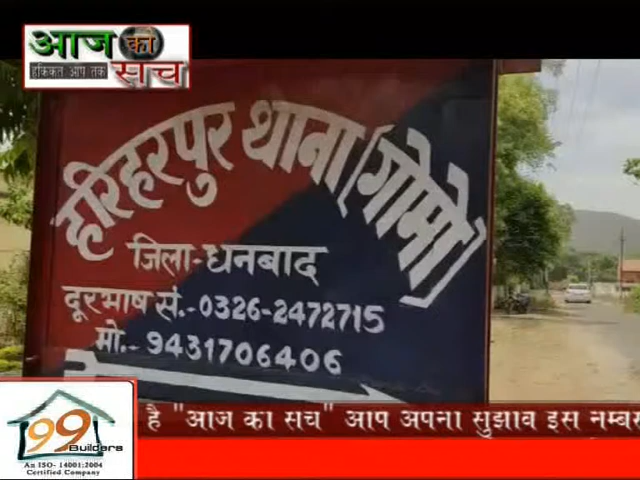 आज का सच
हकिकत आप तक
हरिहरपुर थाना (गोमो)
जिला-धनबाद
दूरभाष सं.-0326-2472715
मो.-9431706406
है "आज का सच" आप अपना सुझाव इस नम्बर
99
Builders
An ISO- 14001:2004
Certified Company